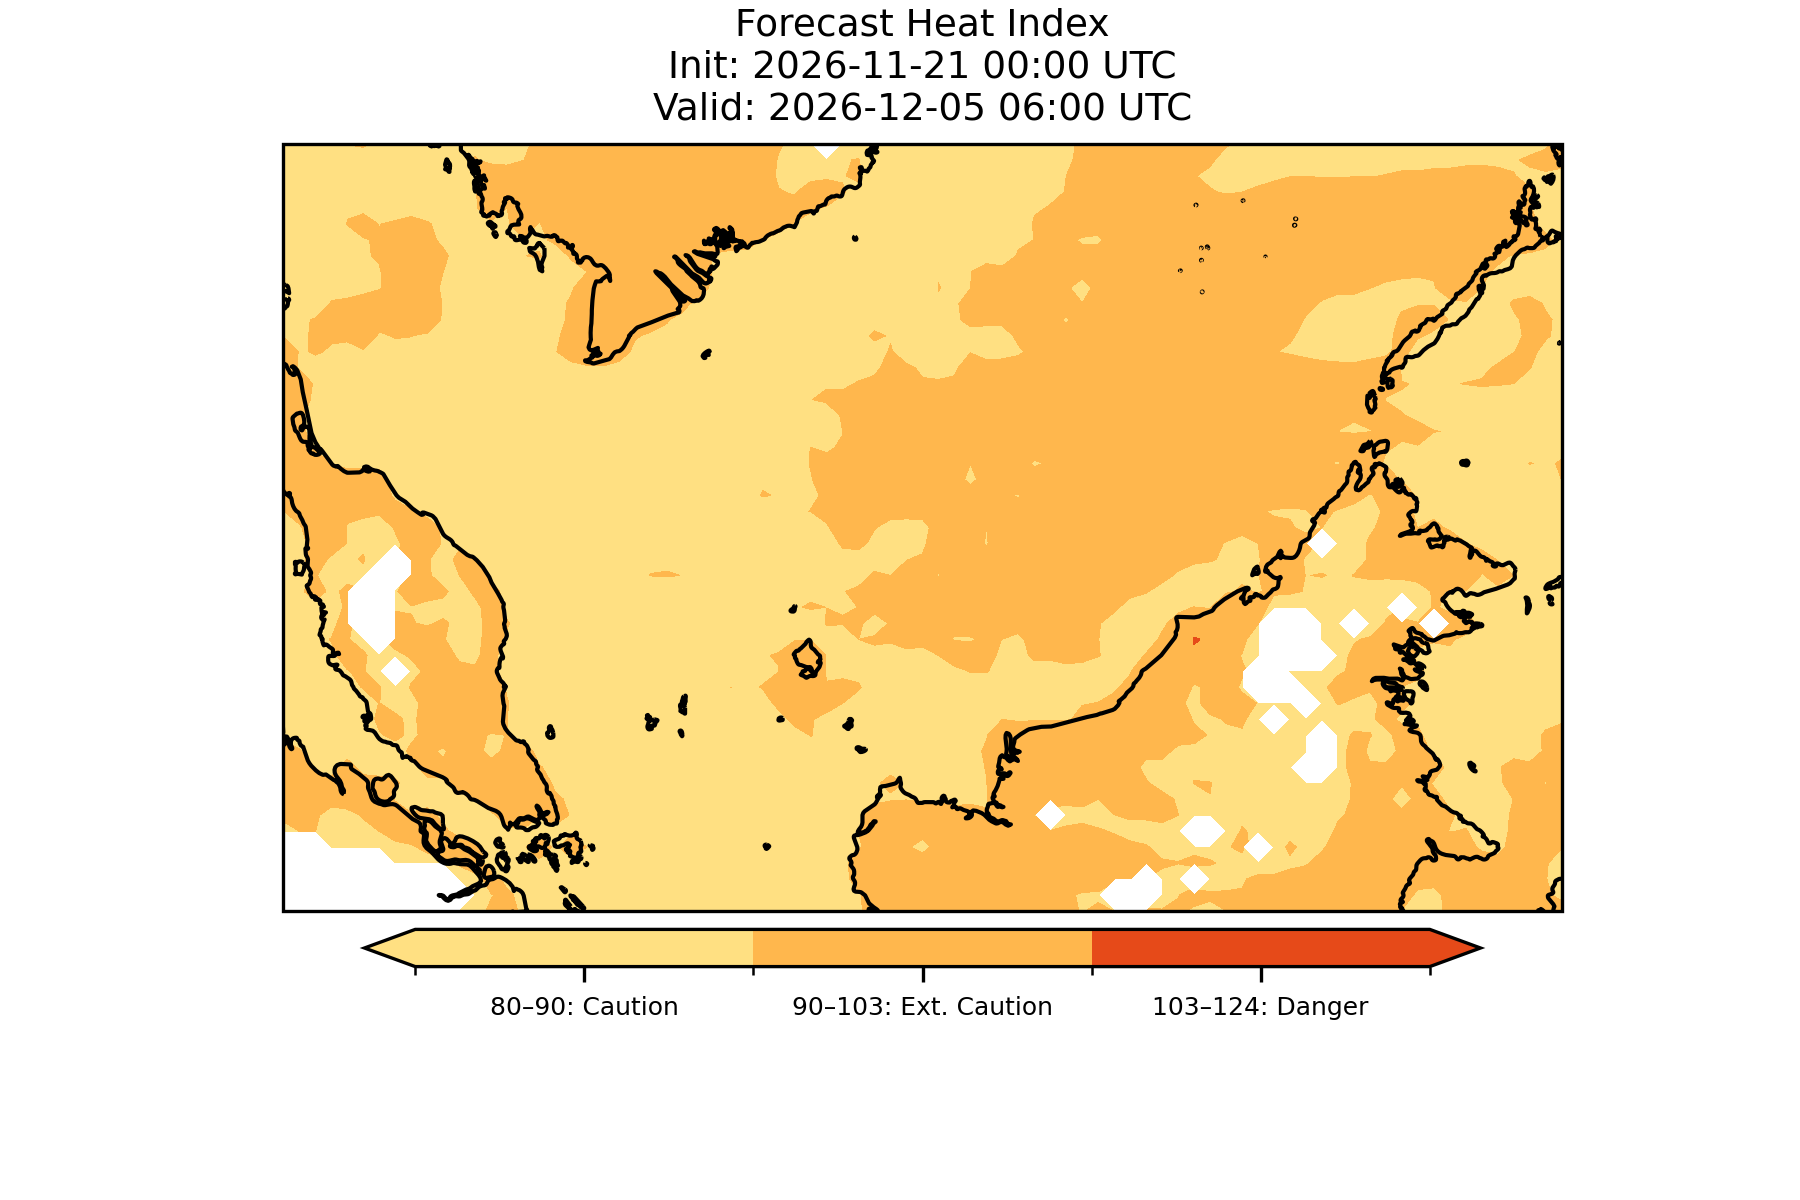 Forecast Heat Index
Init: 2026-11-21 00:00 UTC
Valid: 2026-12-05 06:00 UTC
80–90: Caution
90–103: Ext. Caution
103–124: Danger